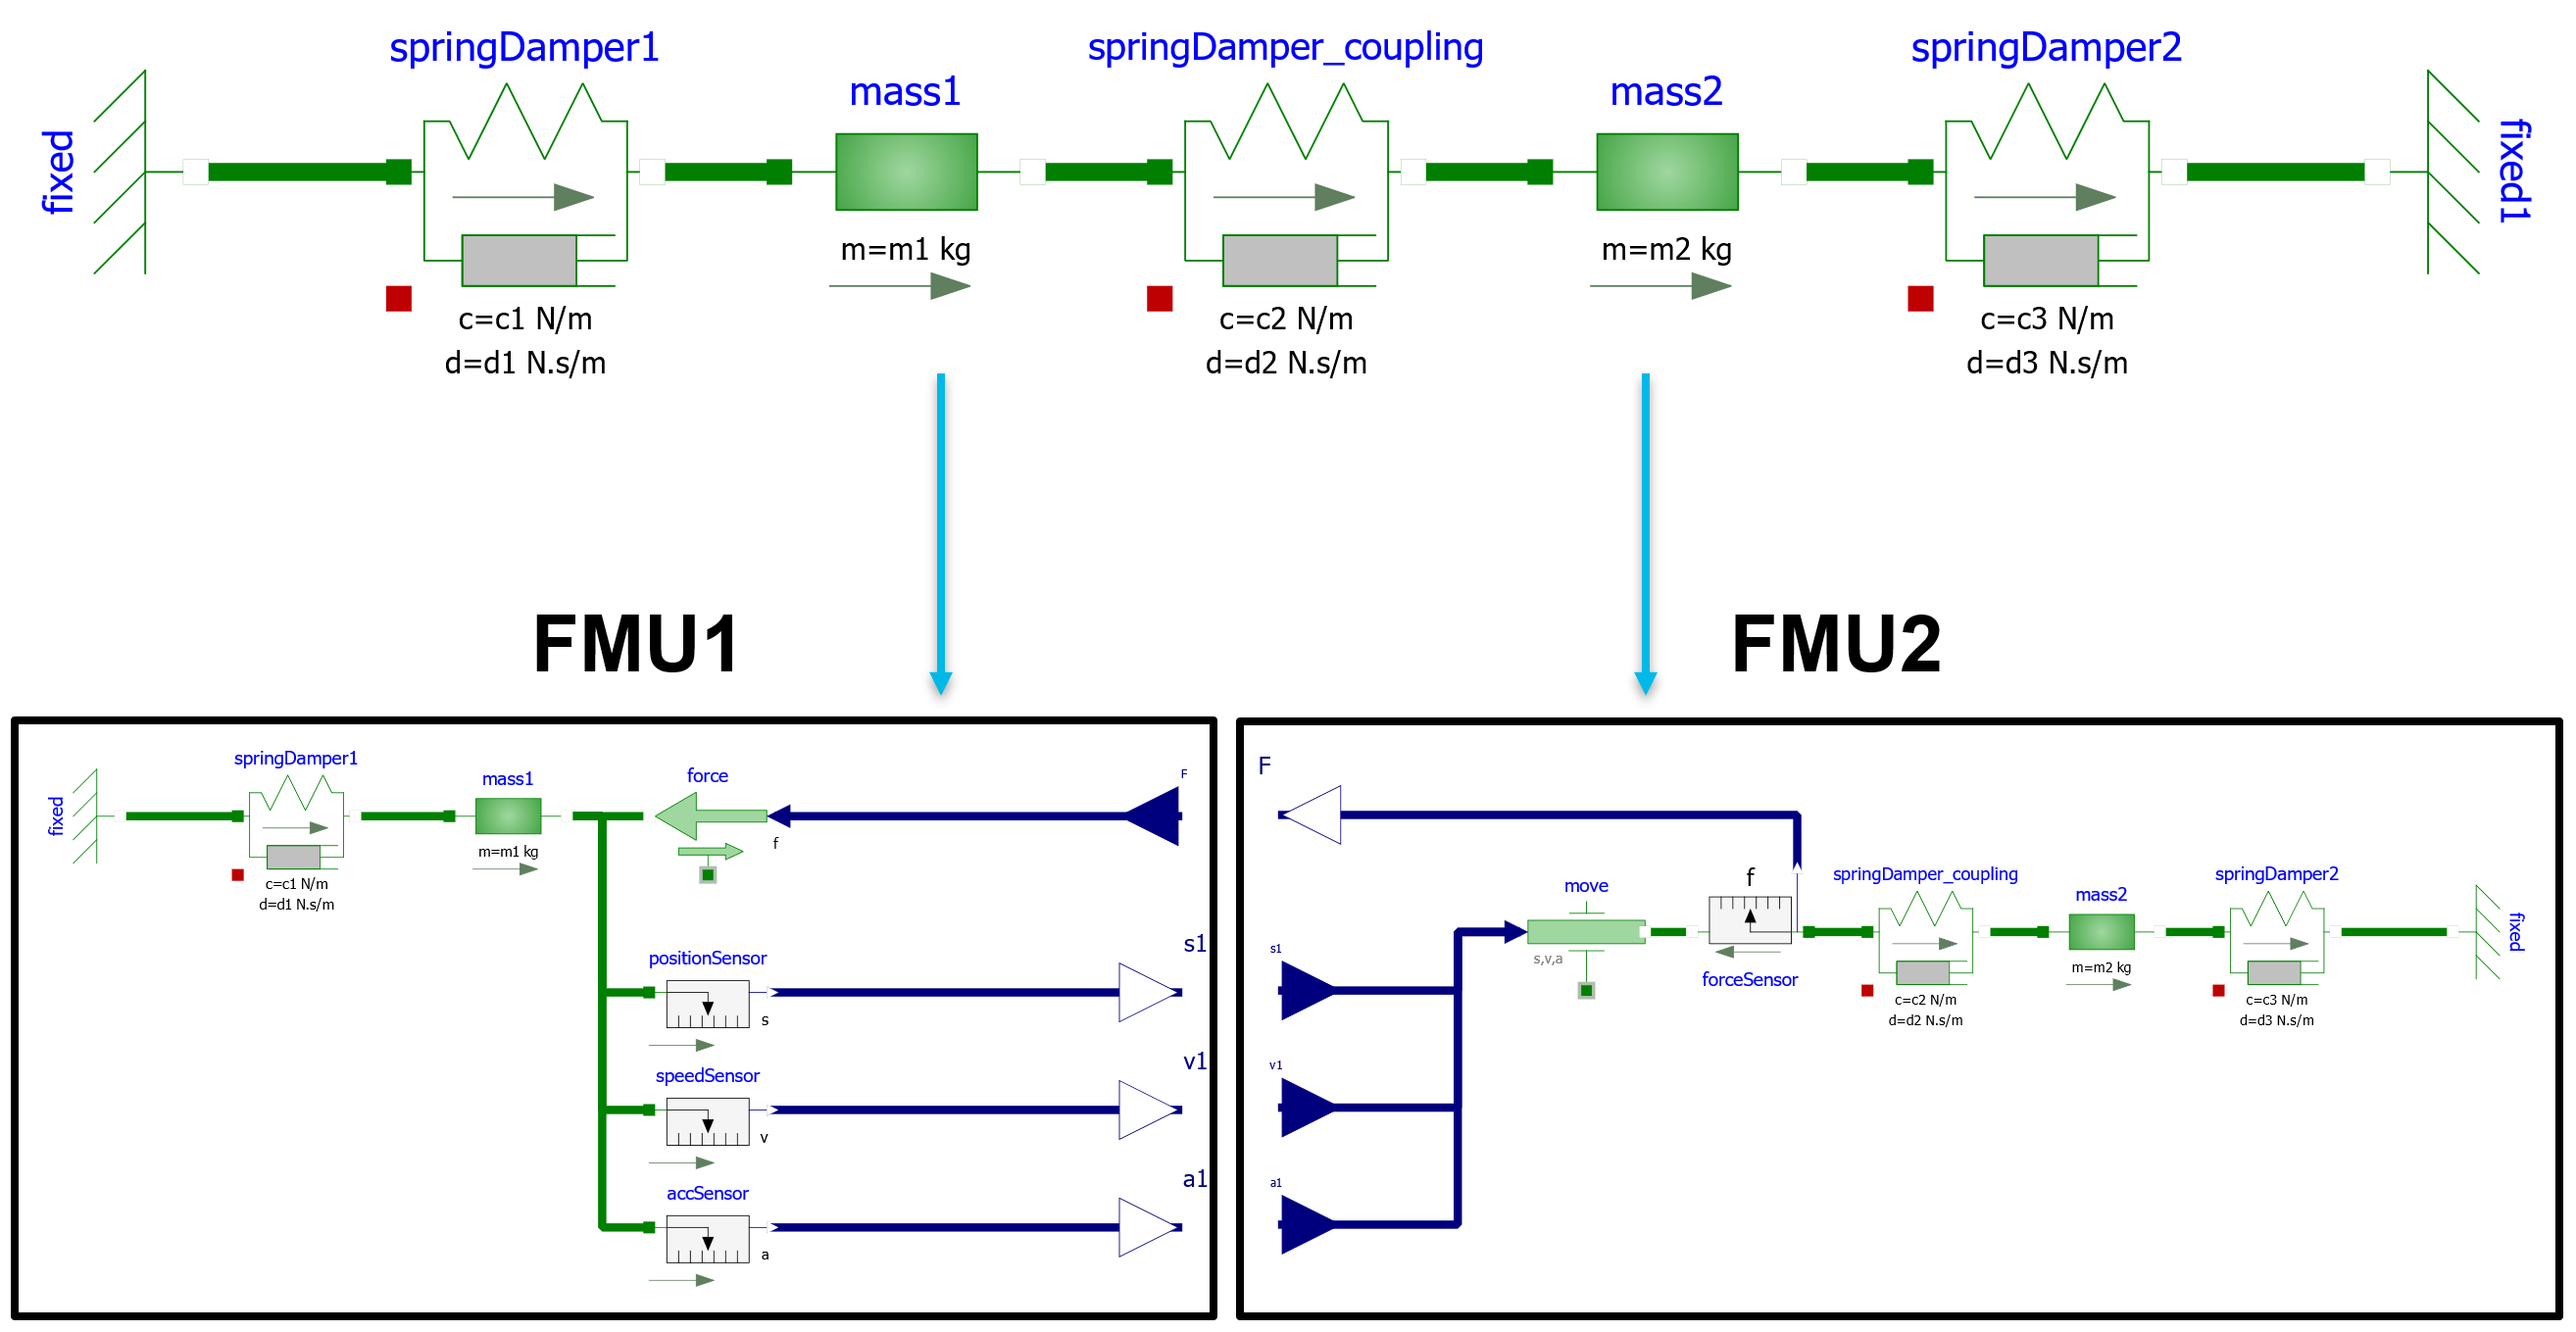 springDamper1
springDamper_coupling
springDamper2
mass1
mass2
fixed
fixed1
m=m1 kg
m=m2 kg
c=c1 N/m
d=d1 N.s/m
c=c2 N/m
d=d2 N.s/m
c=c3 N/m
d=d3 N.s/m
FMU1
FMU2
springDamper1
mass1
force
F
fixed
m=m1 kg
f
c=c1 N/m
d=d1 N.s/m
positionSensor
s
s1
speedSensor
v
v1
accSensor
a
a1
F
move
f
springDamper_coupling
mass2
springDamper2
fixed
s1
s,v,a
forceSensor
m=m2 kg
c=c2 N/m
d=d2 N.s/m
c=c3 N/m
d=d3 N.s/m
v1
a1